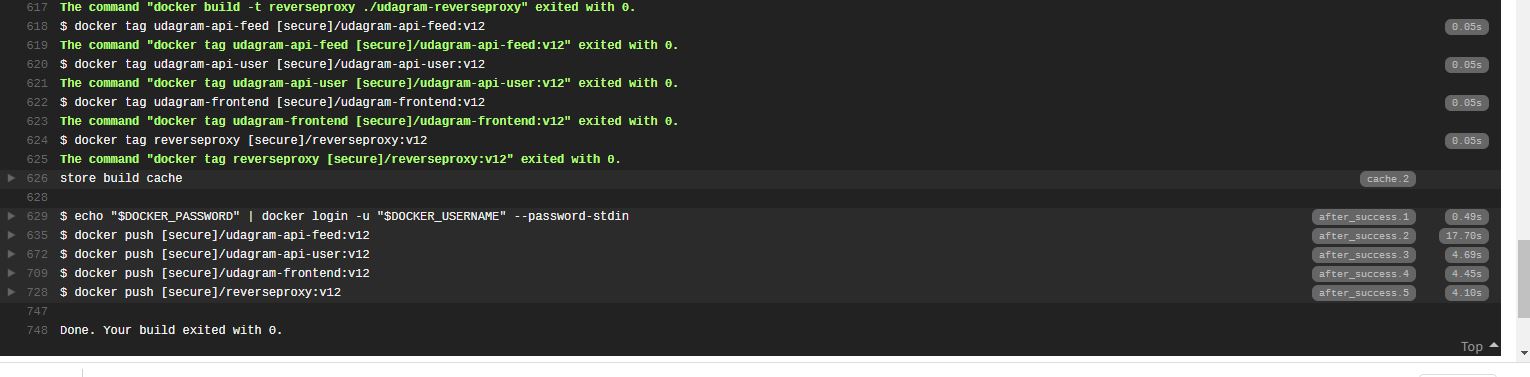 617 The command "docker build -t reverseproxy ./udagram-reverseproxy" exited with 0.
618 $ docker tag udagram-api-feed [secure]/udagram-api-feed:v12 0.05s
619 The command "docker tag udagram-api-feed [secure]/udagram-api-feed:v12" exited with 0.
620 $ docker tag udagram-api-user [secure]/udagram-api-user:v12 0.05s
621 The command "docker tag udagram-api-user [secure]/udagram-api-user:v12" exited with 0.
622 $ docker tag udagram-frontend [secure]/udagram-frontend:v12 0.05s
623 The command "docker tag udagram-frontend [secure]/udagram-frontend:v12" exited with 0.
624 $ docker tag reverseproxy [secure]/reverseproxy:v12 0.05s
625 The command "docker tag reverseproxy [secure]/reverseproxy:v12" exited with 0.
626 store build cache cache.2
628
629 $ echo "$DOCKER_PASSWORD" | docker login -u "$DOCKER_USERNAME" --password-stdin after_success.1 0.49s
635 $ docker push [secure]/udagram-api-feed:v12 after_success.2 17.70s
672 $ docker push [secure]/udagram-api-user:v12 after_success.3 4.69s
709 $ docker push [secure]/udagram-frontend:v12 after_success.4 4.45s
728 $ docker push [secure]/reverseproxy:v12 after_success.5 4.10s
747
748 Done. Your build exited with 0.
Top